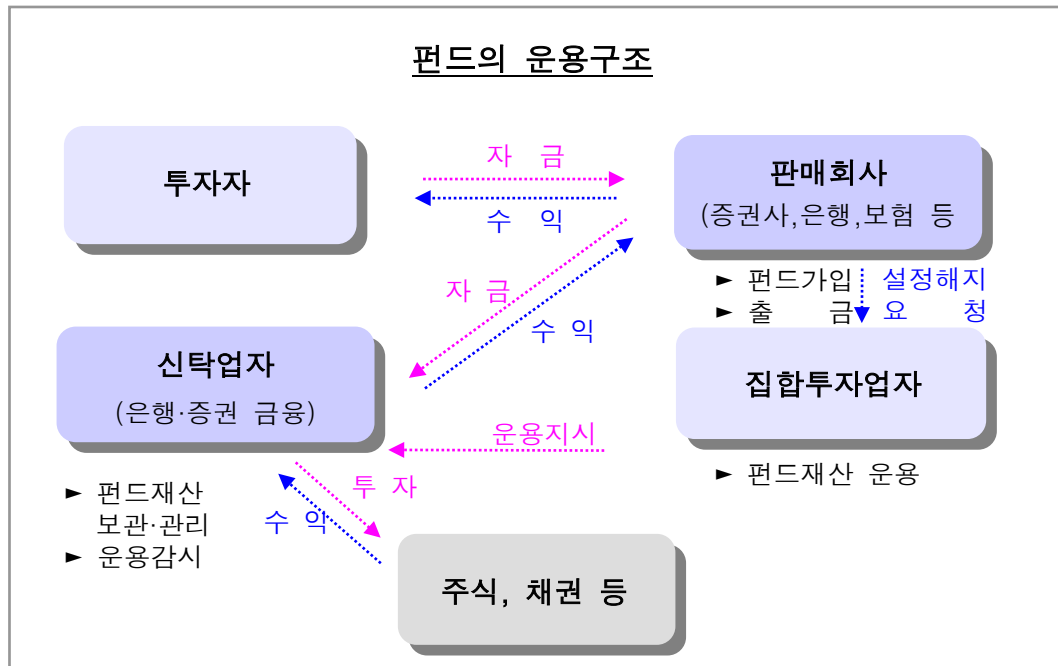 펀드의 운용구조
투자자
자 금
수 익
판매회사
(증권사,은행,보험 등
► 펀드가입
► 출 금
설정해지
요 청
자 금
수 익
신탁업자
(은행·증권 금융)
집합투자업자
운용지시
► 펀드재산 운용
► 펀드재산
보관·관리
► 운용감시
투 자
수 익
주식, 채권 등